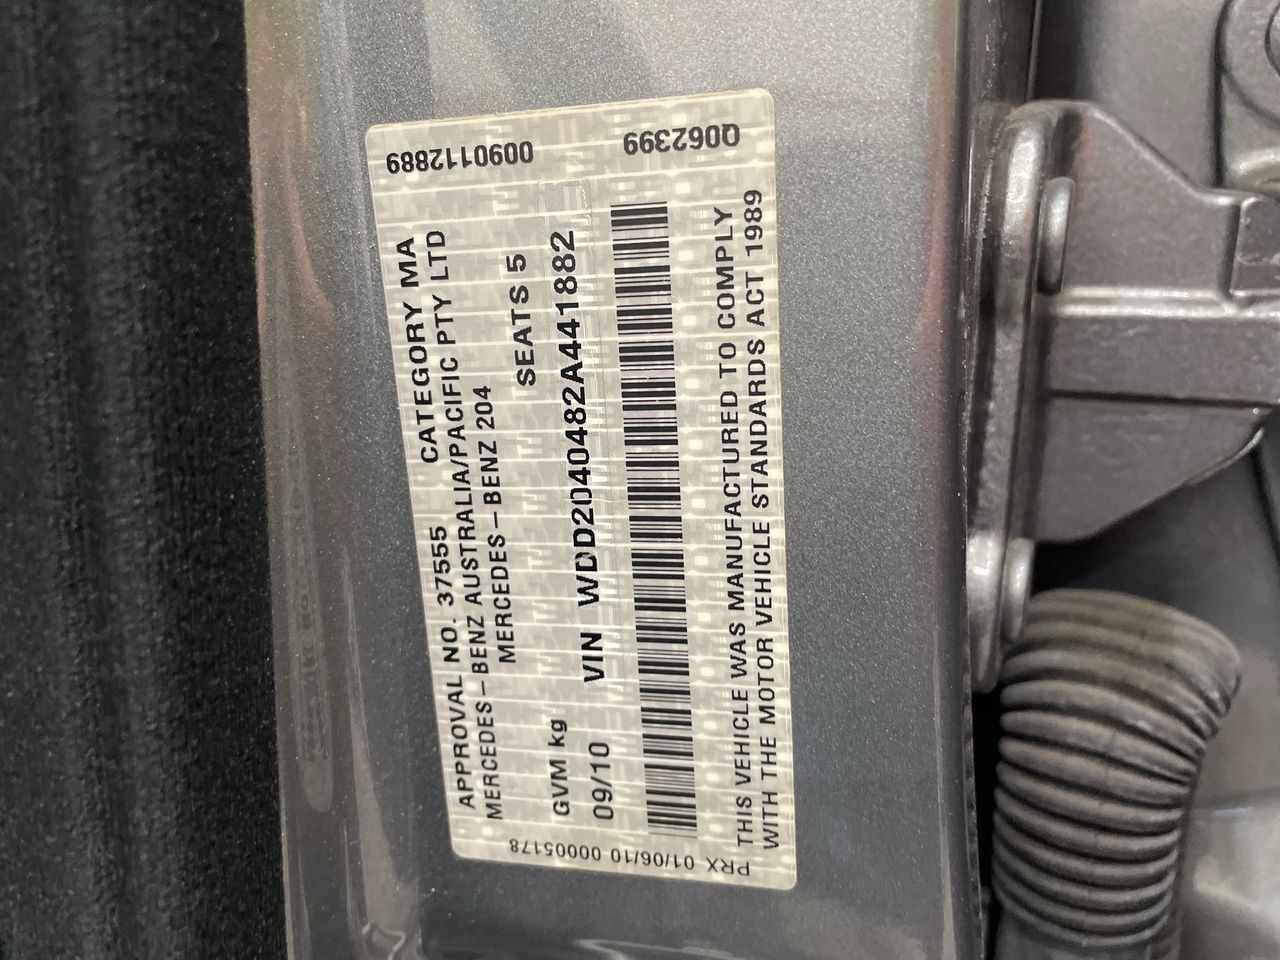 0090112889
Q062399
APPROVAL NO. 37555 CATEGORY MA
MERCEDES-BENZ AUSTRALIA/PACIFIC PTY LTD
MERCEDES-BENZ 204
SEATS 5
GVM kg
09/10 VIN WDD2040482A441882
THIS VEHICLE WAS MANUFACTURED TO COMPLY
WITH THE MOTOR VEHICLE STANDARDS ACT 1989
PRX 01/06/10 00005178